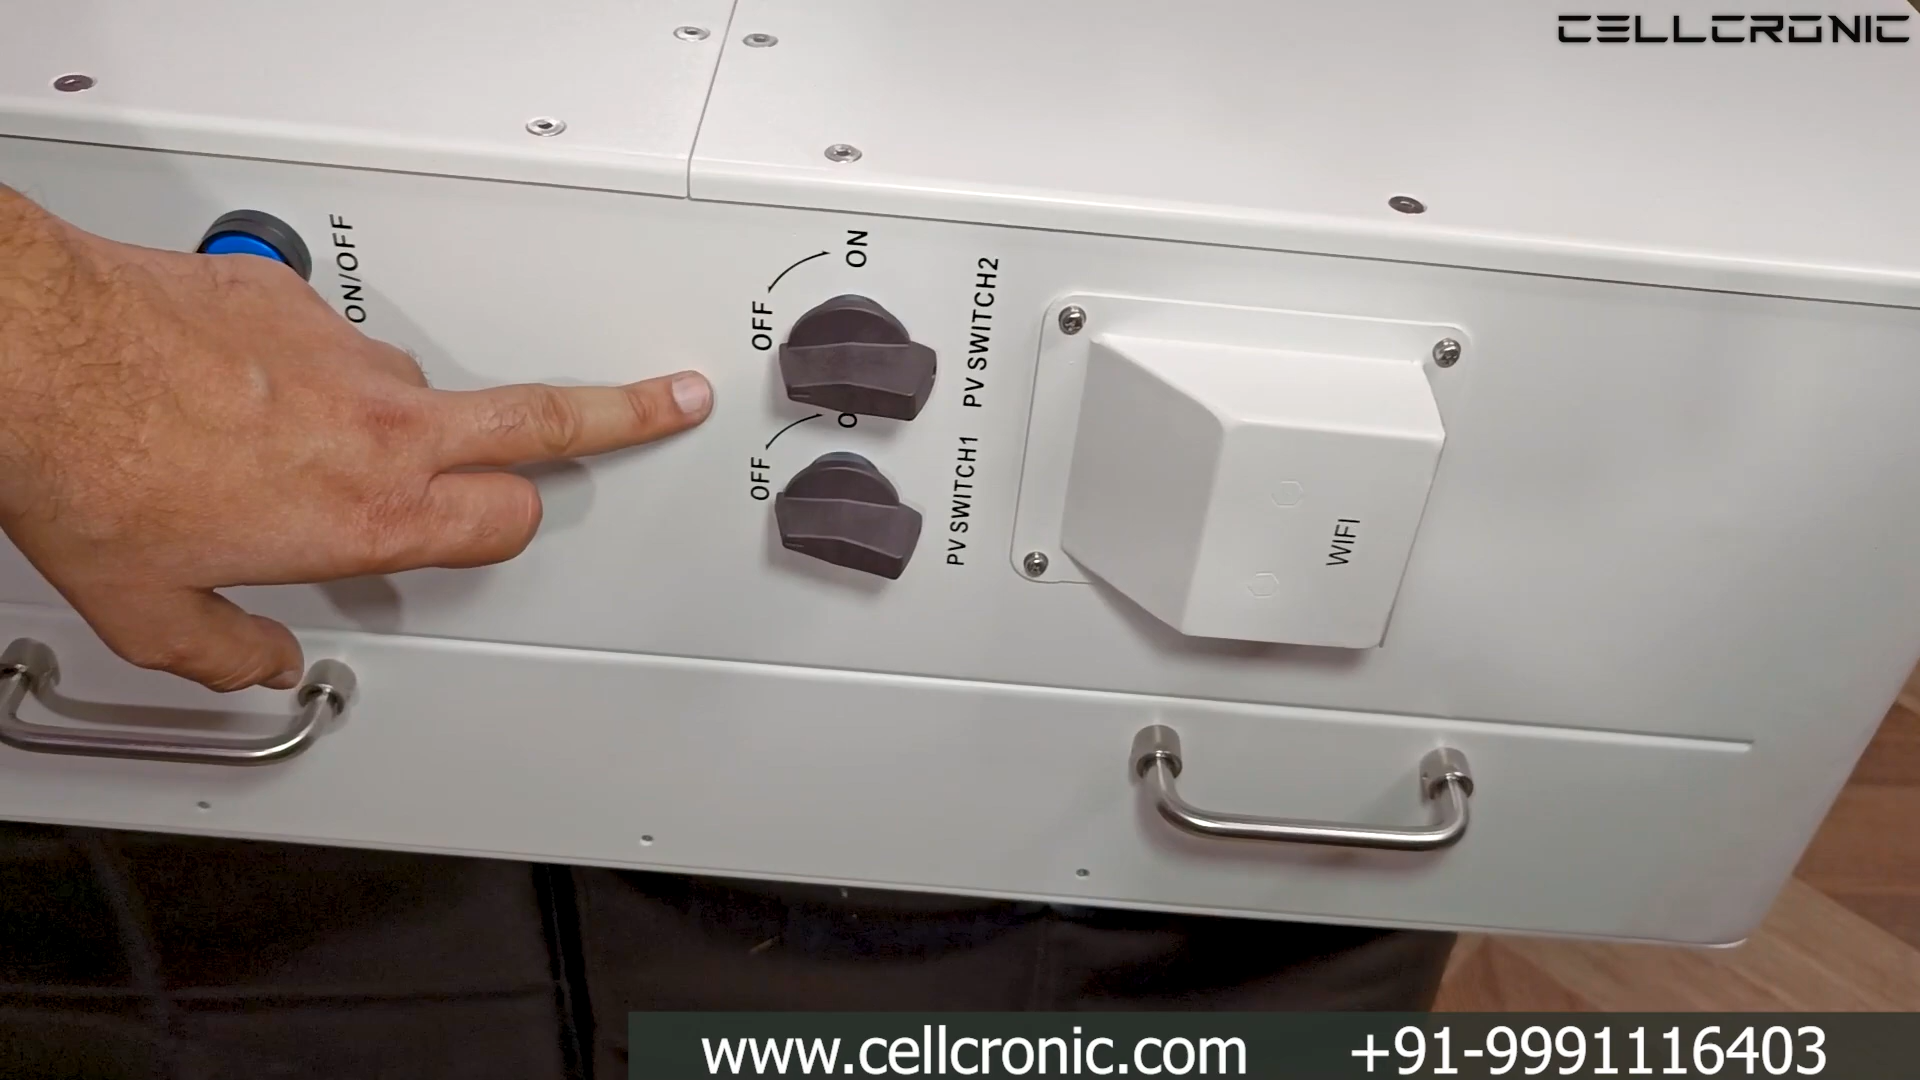 CELLCRONIC
ON/OFF
OFF
ON
PV SWITCH2
OFF
PV SWITCH1
WIFI
www.cellcronic.com
+91-9991116403